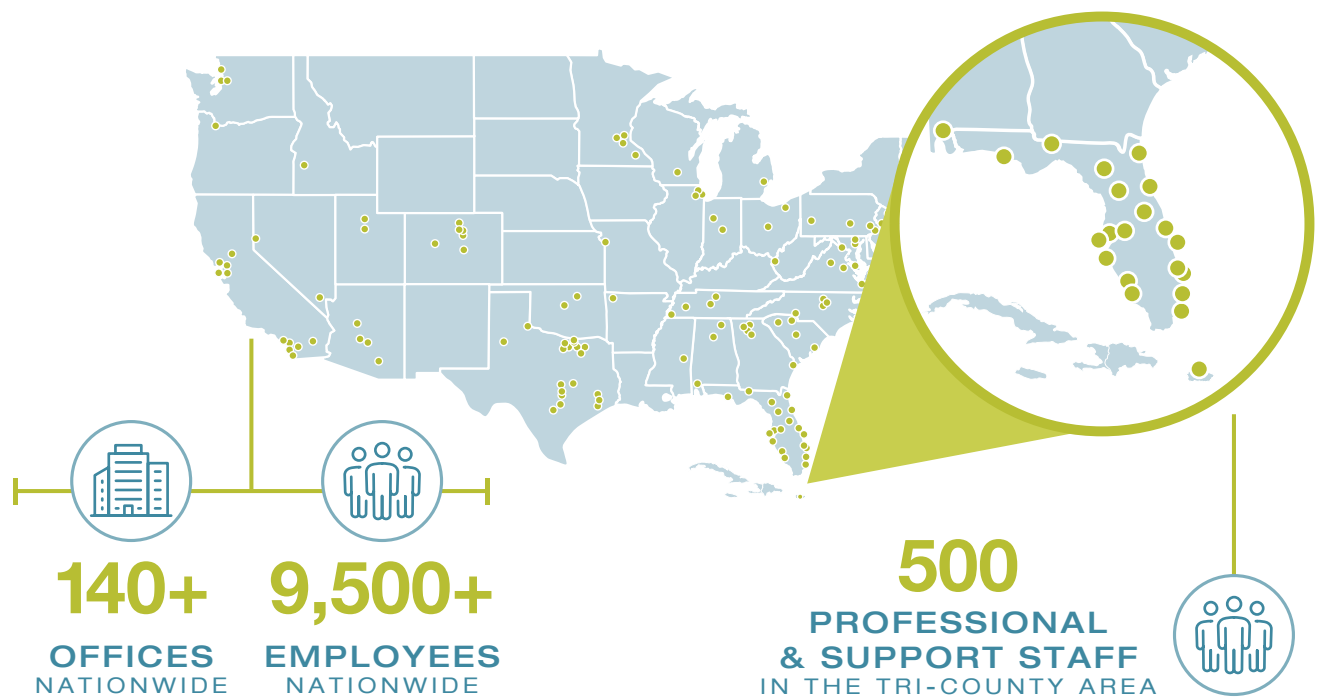 140+
OFFICES
NATIONWIDE
9,500+
EMPLOYEES
NATIONWIDE
500
PROFESSIONAL
& SUPPORT STAFF
IN THE TRI-COUNTY AREA